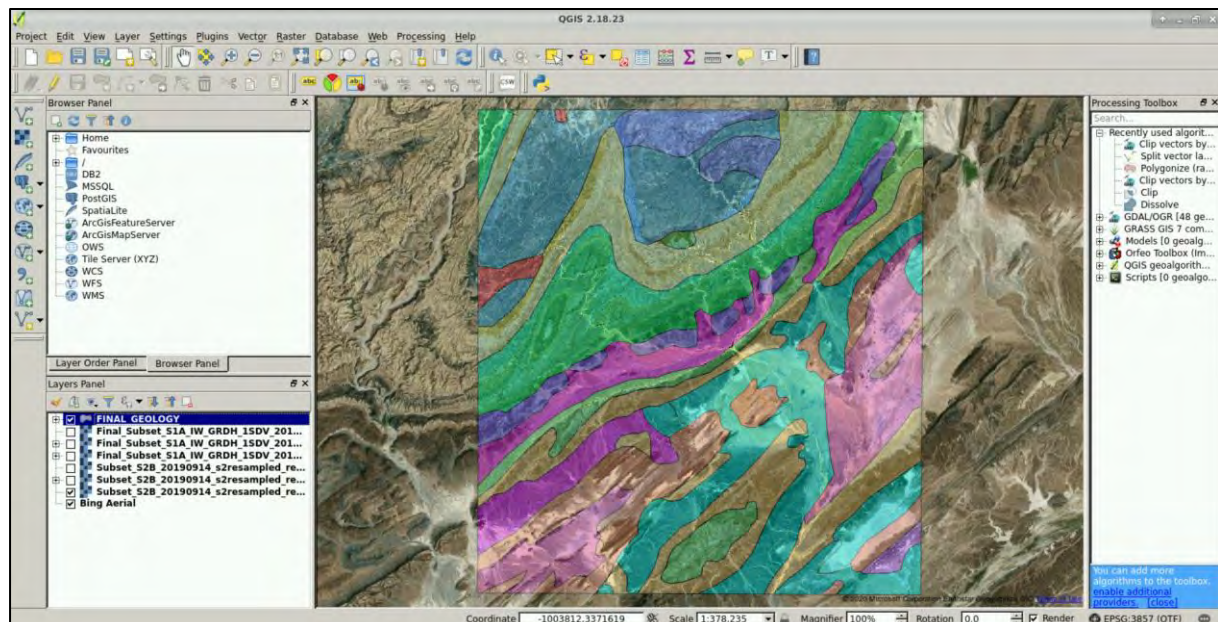 QGIS 2.18.23
Project Edit View Layer Settings Plugins Vector Raster Database Web Processing Help
Browser Panel
Home
Favourites
/
DB2
MSSQL
PostGIS
SpatiaLite
ArcGisFeatureServer
ArcGisMapServer
OWS
Tile Server (XYZ)
WCS
WFS
WMS
Layer Order Panel Browser Panel
Layers Panel
FINAL_GEOLOGY
Final_Subset_S1A_IW_GRDH_1SDV_201...
Final_Subset_S1A_IW_GRDH_1SDV_201...
Final_Subset_S1A_IW_GRDH_1SDV_201...
Subset_S2B_20190914_s2resampled_re...
Subset_S2B_20190914_s2resampled_re...
Subset_S2B_20190914_s2resampled_re...
Bing Aerial
Processing Toolbox
Search...
Recently used algorit...
Clip vectors by...
Split vector la...
Polygonize (ra...
Clip vectors by...
Clip
Dissolve
GDAL/OGR [48 ge...
GRASS GIS 7 com...
Models [0 geoalg...
Orfeo Toolbox (Im...
QGIS geoalgorith...
Scripts [0 geoalgo...
You can add more
algorithms to the toolbox,
enable additional
providers. [close]
Coordinate -1003812.3371619 Scale 1:378.235 Magnifier 100% Rotation 0.0 Render EPSG:3857 (OTF)